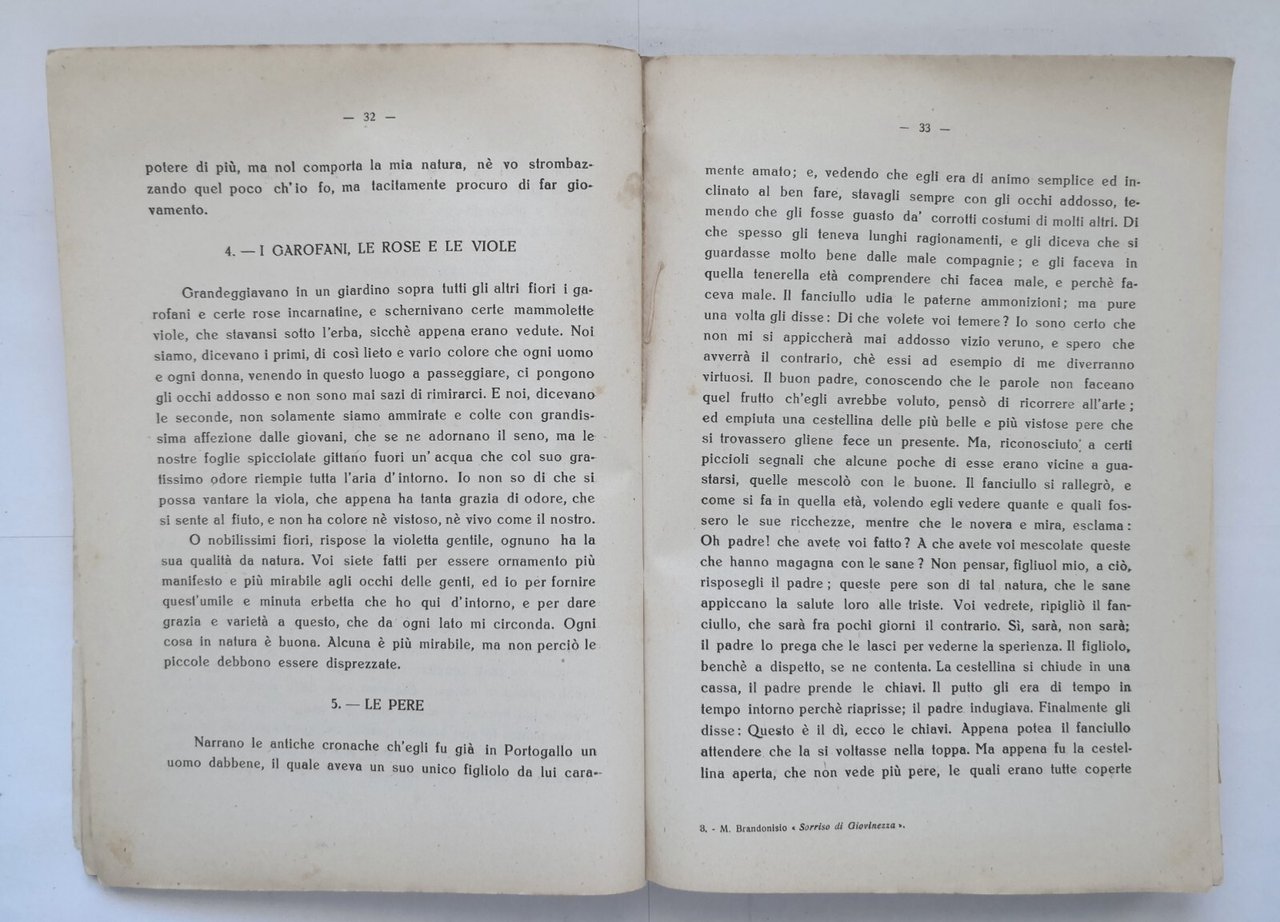 — 32 —
potere di più, ma nol comporta la mia natura, nè vo strombaz-
zando quel poco ch'io fo, ma tacitamente procuro di far gio-
vamento.
4. — I GAROFANI, LE ROSE E LE VIOLE
Grandeggiavano in un giardino sopra tutti gli altri fiori i ga-
rofani e certe rose incarnatine, e schernivano certe mammolette
viole, che stavansi sotto l'erba, sicchè appena erano vedute. Noi
siamo, dicevano i primi, di così lieto e vario colore che ogni uomo
e ogni donna, venendo in questo luogo a passeggiare, ci pongono
gli occhi addosso e non sono mai sazi di rimirarci. E noi, dicevano
le seconde, non solamente siamo ammirate e colte con grandis-
sima affezione dalle giovani, che se ne adornano il seno, ma le
nostre foglie spicciolate gittano fuori un' acqua che col suo gra-
tissimo odore riempie tutta l'aria d'intorno. Io non so di che si
possa vantare la viola, che appena ha tanta grazia di odore, che
si sente al fiuto, e non ha colore nè vistoso, nè vivo come il nostro.
O nobilissimi fiori, rispose la violetta gentile, ognuno ha la
sua qualità da natura. Voi siete fatti per essere ornamento più
manifesto e più mirabile agli occhi delle genti, ed io per fornire
quest'umile e minuta erbetta che ho qui d'intorno, e per dare
grazia e varietà a questo, che da ogni lato mi circonda. Ogni
cosa in natura è buona. Alcuna è più mirabile, ma non perciò le
piccole debbono essere disprezzate.
5. — LE PERE
Narrano le antiche cronache ch'egli fu già in Portogallo un
uomo dabbene, il quale aveva un suo unico figliolo da lui cara-
— 33 —
mente amato; e, vedendo che egli era di animo semplice ed in-
clinato al ben fare, stavagli sempre con gli occhi addosso, te-
mendo che gli fosse guasto da' corrotti costumi di molti altri. Di
che spesso gli teneva lunghi ragionamenti, e gli diceva che si
guardasse molto bene dalle male compagnie; e gli faceva in
quella tenerella età comprendere chi facea male, e perchè fa-
ceva male. Il fanciullo udia le paterne ammonizioni; ma pure
una volta gli disse: Di che volete voi temere? Io sono certo che
non mi si appiccherà mai addosso vizio veruno, e spero che
avverrà il contrario, chè essi ad esempio di me diverranno
virtuosi. Il buon padre, conoscendo che le parole non faceano
quel frutto ch'egli avrebbe voluto, pensò di ricorrere all'arte;
ed empiuta una cestellina delle più belle e più vistose pere che
si trovassero gliene fece un presente. Ma, riconosciuto a certi
piccioli segnali che alcune poche di esse erano vicine a gua-
starsi, quelle mescolò con le buone. Il fanciullo si rallegrò, e
come si fa in quella età, volendo egli vedere quante e quali fos-
sero le sue ricchezze, mentre che le novera e mira, esclama:
Oh padre! che avete voi fatto? A che avete voi mescolate queste
che hanno magagna con le sane? Non pensar, figliuol mio, a ciò,
risposegli il padre; queste pere son di tal natura, che le sane
appiccano la salute loro alle triste. Voi vedrete, ripigliò il fan-
ciullo, che sarà fra pochi giorni il contrario. Sì, sarà, non sarà;
il padre lo prega che le lasci per vederne la sperienza. Il figliolo,
benchè a dispetto, se ne contenta. La cestellina si chiude in una
cassa, il padre prende le chiavi. Il putto gli era di tempo in
tempo intorno perchè riaprisse; il padre indugiava. Finalmente gli
disse: Questo è il dì, ecco le chiavi. Appena potea il fanciullo
attendere che la si voltasse nella toppa. Ma appena fu la cestel-
lina aperta, che non vede più pere, le quali erano tutte coperte
3. - M. Brandonisio « Sorriso di Giovinezza ».